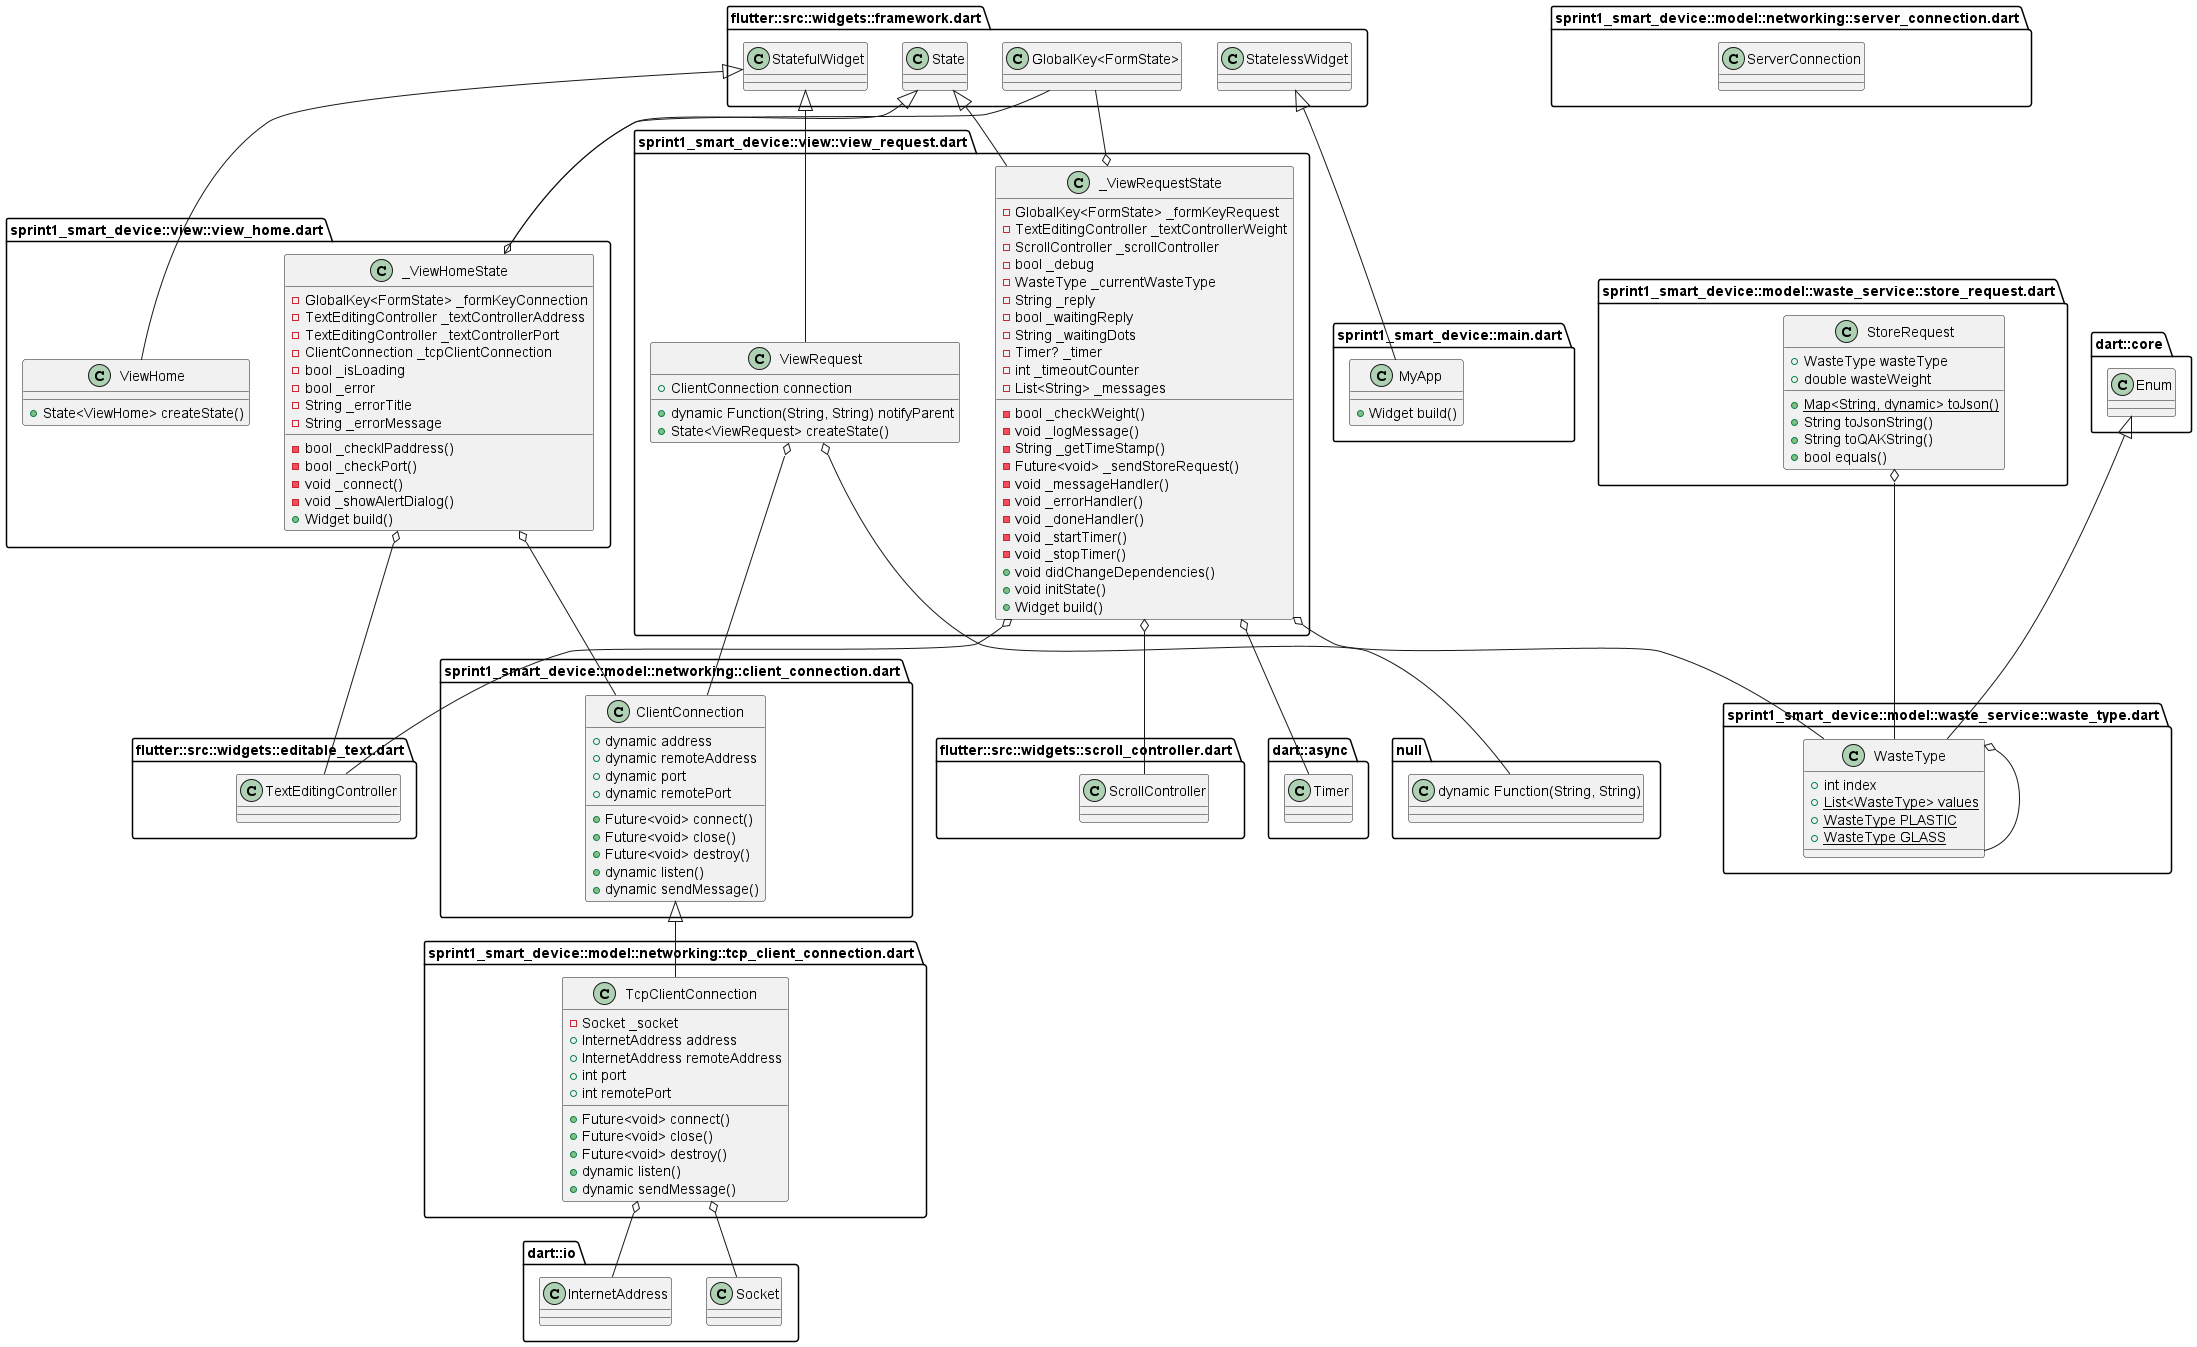 flutter::src::widgets::framework.dart
C StatefulWidget
C State
C GlobalKey<FormState>
C StatelessWidget
sprint1_smart_device::model::networking::server_connection.dart
C ServerConnection
sprint1_smart_device::view::view_request.dart
C _ViewRequestState
GlobalKey<FormState> _formKeyRequest
TextEditingController _textControllerWeight
ScrollController _scrollController
bool _debug
WasteType _currentWasteType
String _reply
bool _waitingReply
String _waitingDots
Timer? _timer
int _timeoutCounter
List<String> _messages
bool _checkWeight()
void _logMessage()
String _getTimeStamp()
Future<void> _sendStoreRequest()
void _messageHandler()
void _errorHandler()
void _doneHandler()
void _startTimer()
void _stopTimer()
void didChangeDependencies()
void initState()
Widget build()
C ViewRequest
ClientConnection connection
dynamic Function(String, String) notifyParent
State<ViewRequest> createState()
sprint1_smart_device::view::view_home.dart
C ViewHome
State<ViewHome> createState()
C _ViewHomeState
GlobalKey<FormState> _formKeyConnection
TextEditingController _textControllerAddress
TextEditingController _textControllerPort
ClientConnection _tcpClientConnection
bool _isLoading
bool _error
String _errorTitle
String _errorMessage
bool _checkIPaddress()
bool _checkPort()
void _connect()
void _showAlertDialog()
Widget build()
sprint1_smart_device::main.dart
C MyApp
Widget build()
sprint1_smart_device::model::waste_service::store_request.dart
C StoreRequest
WasteType wasteType
double wasteWeight
Map<String, dynamic> toJson()
String toJsonString()
String toQAKString()
bool equals()
dart::core
C Enum
sprint1_smart_device::model::networking::client_connection.dart
C ClientConnection
dynamic address
dynamic remoteAddress
dynamic port
dynamic remotePort
Future<void> connect()
Future<void> close()
Future<void> destroy()
dynamic listen()
dynamic sendMessage()
flutter::src::widgets::editable_text.dart
C TextEditingController
flutter::src::widgets::scroll_controller.dart
C ScrollController
dart::async
C Timer
null
C dynamic Function(String, String)
sprint1_smart_device::model::waste_service::waste_type.dart
C WasteType
int index
List<WasteType> values
WasteType PLASTIC
WasteType GLASS
sprint1_smart_device::model::networking::tcp_client_connection.dart
C TcpClientConnection
Socket _socket
InternetAddress address
InternetAddress remoteAddress
int port
int remotePort
Future<void> connect()
Future<void> close()
Future<void> destroy()
dynamic listen()
dynamic sendMessage()
dart::io
C InternetAddress
C Socket